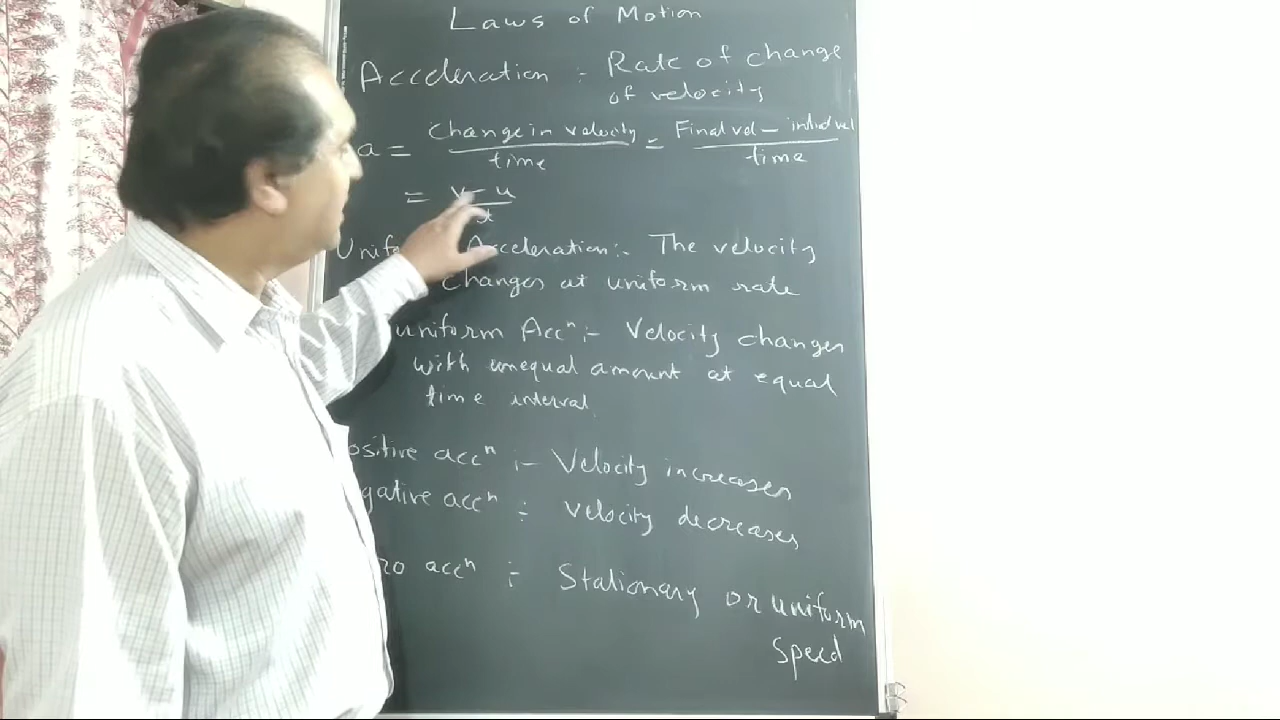 Laws of Motion
Acceleration :- Rate of change
of velocity
a = Change in velocity / time = Final vel - initial vel / time
= v - u / t
Unifo Acceleration :- The velocity
changes at uniform rate
uniform Accⁿ :- Velocity changes
with unequal amount at equal
time interval.
ositive accⁿ :- Velocity increases
gative accⁿ :- Velocity decreases
ro accⁿ :- Stationary or uniform
speed